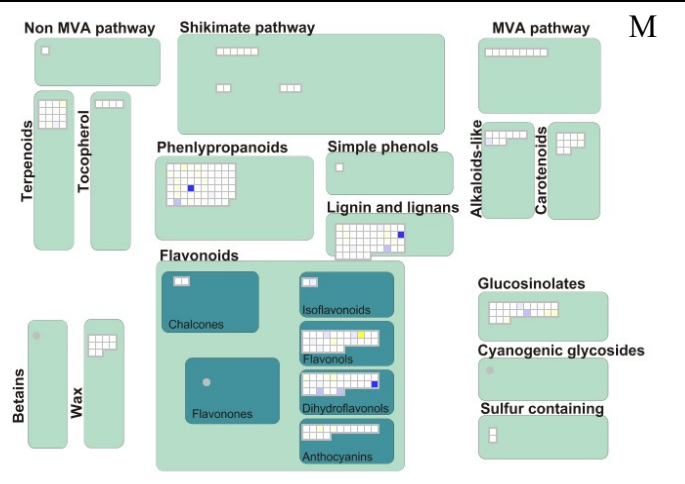 Non MVA pathway
Shikimate pathway
MVA pathway
M
Terpenoids
Tocopherol
Phenlypropanoids
Simple phenols
Alkaloids-like
Carotenoids
Lignin and lignans
Flavonoids
Chalcones
Isoflavonoids
Flavonols
Flavonones
Dihydroflavonols
Anthocyanins
Glucosinolates
Cyanogenic glycosides
Sulfur containing
Betains
Wax